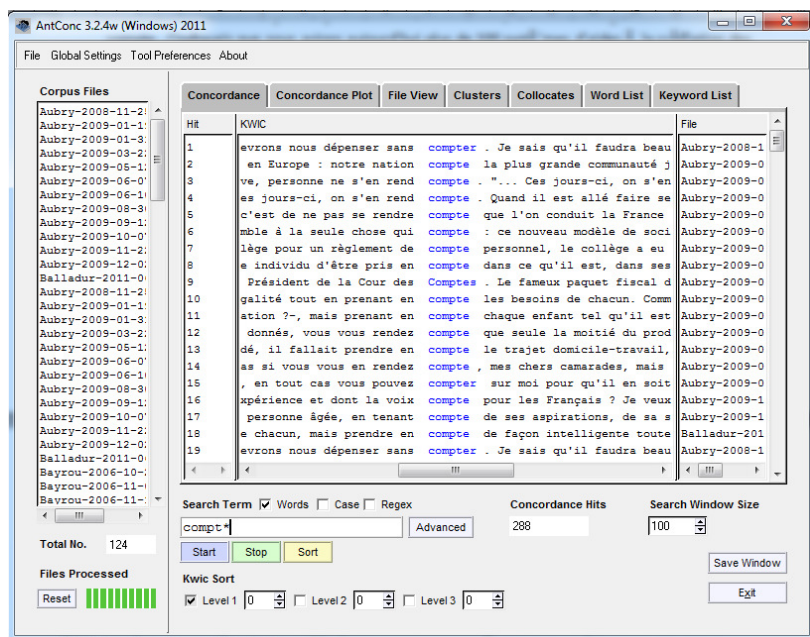 AntConc 3.2.4w (Windows) 2011
File Global Settings Tool Preferences About
Corpus Files
Aubry-2008-11-2
Aubry-2009-01-1
Aubry-2009-01-3
Aubry-2009-03-2
Aubry-2009-05-1
Aubry-2009-06-0
Aubry-2009-06-1
Aubry-2009-08-3
Aubry-2009-09-1
Aubry-2009-10-0
Aubry-2009-11-2
Aubry-2009-12-0
Balladur-2011-0
Aubry-2008-11-2
Aubry-2009-01-1
Aubry-2009-01-3
Aubry-2009-03-2
Aubry-2009-05-1
Aubry-2009-06-0
Aubry-2009-06-1
Aubry-2009-08-3
Aubry-2009-09-1
Aubry-2009-10-0
Aubry-2009-11-2
Aubry-2009-12-0
Balladur-2011-0
Bayrou-2006-10-
Bayrou-2006-11-
Bayrou-2006-11-
Total No. 124
Files Processed
Reset
Concordance Concordance Plot File View Clusters Collocates Word List Keyword List
Hit KWIC File
1 evrons nous dépenser sans compter . Je sais qu'il faudra beau Aubry-2008-1
2 en Europe : notre nation compte la plus grande communauté j Aubry-2009-0
3 ve, personne ne s'en rend compte . "... Ces jours-ci, on s'en Aubry-2009-0
4 es jours-ci, on s'en rend compte . Quand il est allé faire se Aubry-2009-0
5 c'est de ne pas se rendre compte que l'on conduit la France Aubry-2009-0
6 mble à la seule chose qui compte : ce nouveau modèle de soci Aubry-2009-0
7 lège pour un règlement de compte personnel, le collège a eu Aubry-2009-0
8 e individu d'être pris en compte dans ce qu'il est, dans ses Aubry-2009-0
9 Président de la Cour des Comptes . Le fameux paquet fiscal d Aubry-2009-0
10 galité tout en prenant en compte les besoins de chacun. Comm Aubry-2009-0
11 ation ?-, mais prenant en compte chaque enfant tel qu'il est Aubry-2009-0
12 donnés, vous vous rendez compte que seule la moitié du prod Aubry-2009-0
13 dé, il fallait prendre en compte le trajet domicile-travail, Aubry-2009-0
14 as si vous vous en rendez compte , mes chers camarades, mais Aubry-2009-0
15 , en tout cas vous pouvez compter sur moi pour qu'il en soit Aubry-2009-0
16 xpérience et dont la voix compte pour les Français ? Je veux Aubry-2009-1
17 personne âgée, en tenant compte de ses aspirations, de sa s Aubry-2009-1
18 e chacun, mais prendre en compte de façon intelligente toute Balladur-201
19 evrons nous dépenser sans compter . Je sais qu'il faudra beau Aubry-2008-1
Search Term Words Case Regex Concordance Hits Search Window Size
compt* Advanced 288 100
Start Stop Sort
Save Window
Kwic Sort
Level 1 0 Level 2 0 Level 3 0
Exit